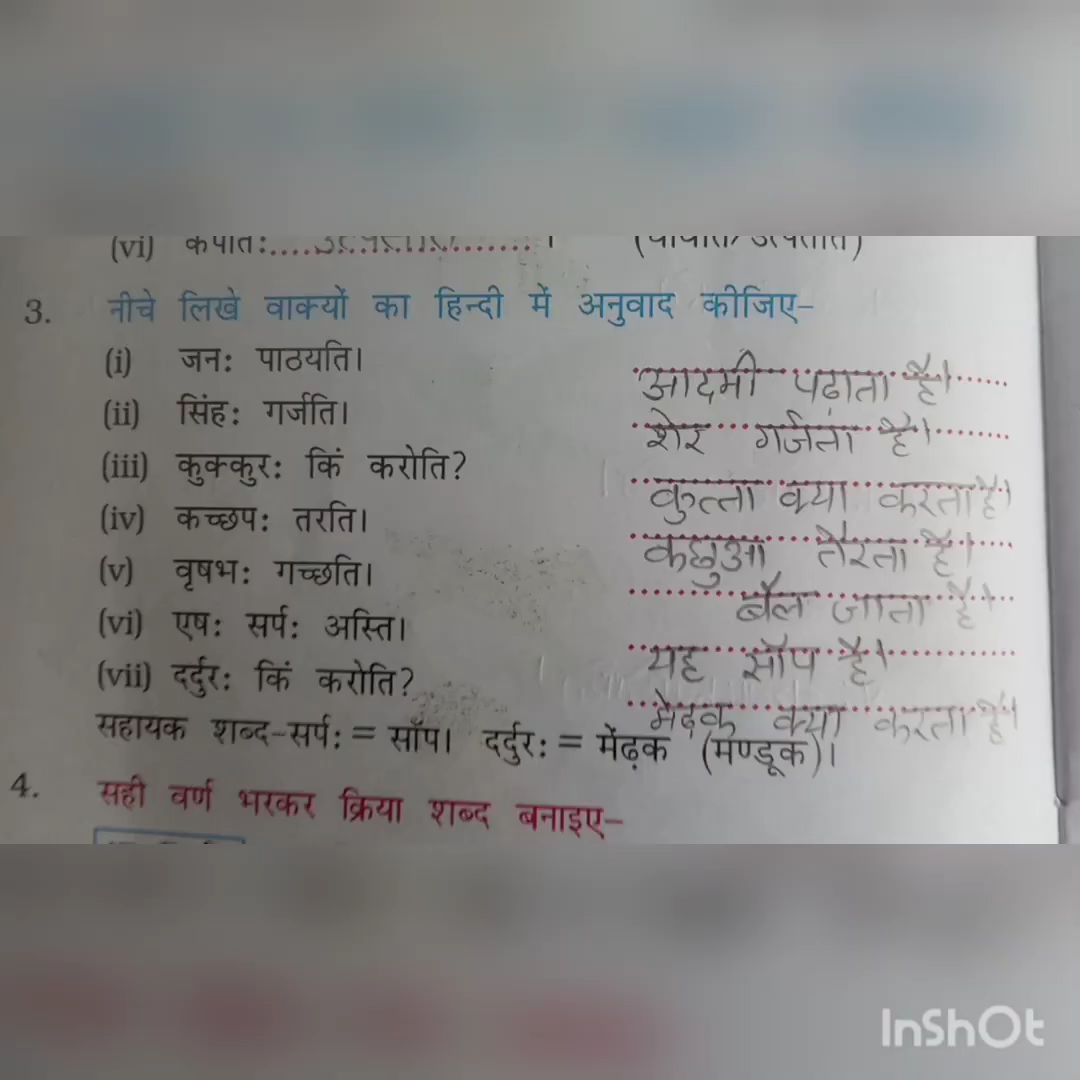 (vi) कपोतः
3. नीचे लिखे वाक्यों का हिन्दी में अनुवाद कीजिए-
(i) जनः पाठयति। आदमी पढाता है।
(ii) सिंहः गर्जति। शेर गर्जता है।
(iii) कुक्कुरः किं करोति? कुत्ता क्या करता है।
(iv) कच्छपः तरति। कछुआ तैरता है।
(v) वृषभः गच्छति। बैल जाता है।
(vi) एषः सर्पः अस्ति। यह साँप है।
(vii) दर्दुरः किं करोति? मेढक क्या करता है।
सहायक शब्द-सर्पः = साँप। दर्दुरः = मेंढ़क (मण्डूक)।
4. सही वर्ण भरकर क्रिया शब्द बनाइए-
InShOt